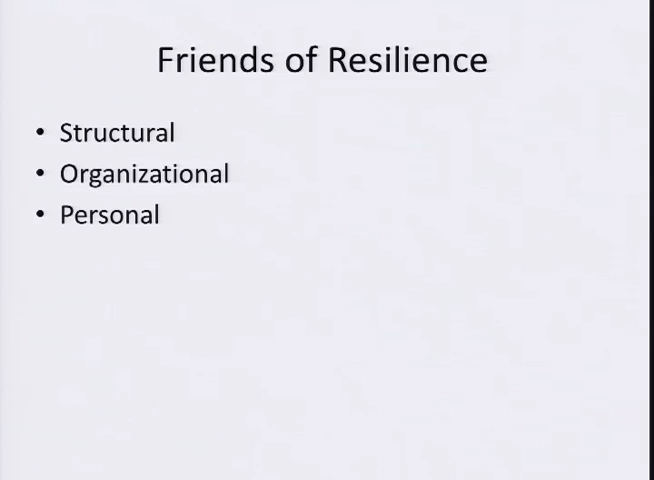 Friends of Resilience
• Structural
• Organizational
• Personal